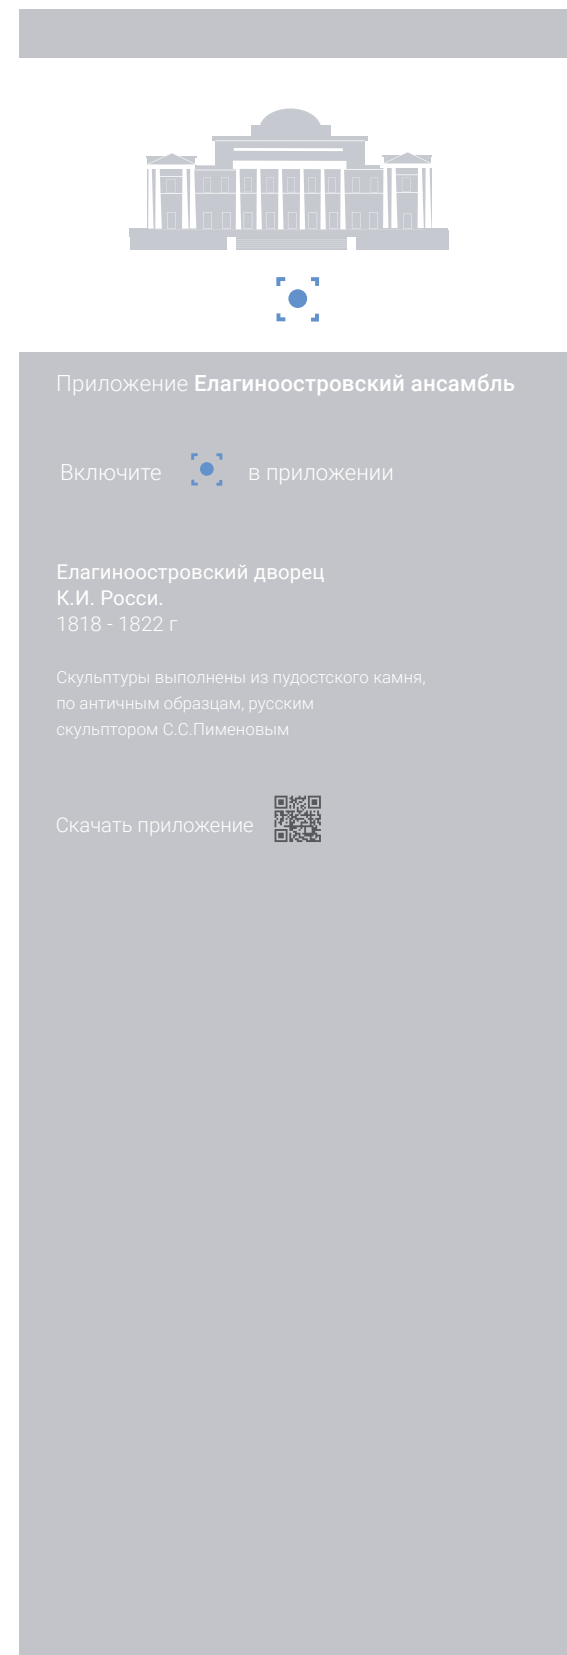 Приложение Елагиноостровский ансамбль
Включите в приложении
Елагиноостровский дворец
К.И. Росси.
1818 - 1822 г
Скульптуры выполнены из пудостского камня,
по античным образцам, русским
скульптором С.С.Пименовым
Скачать приложение